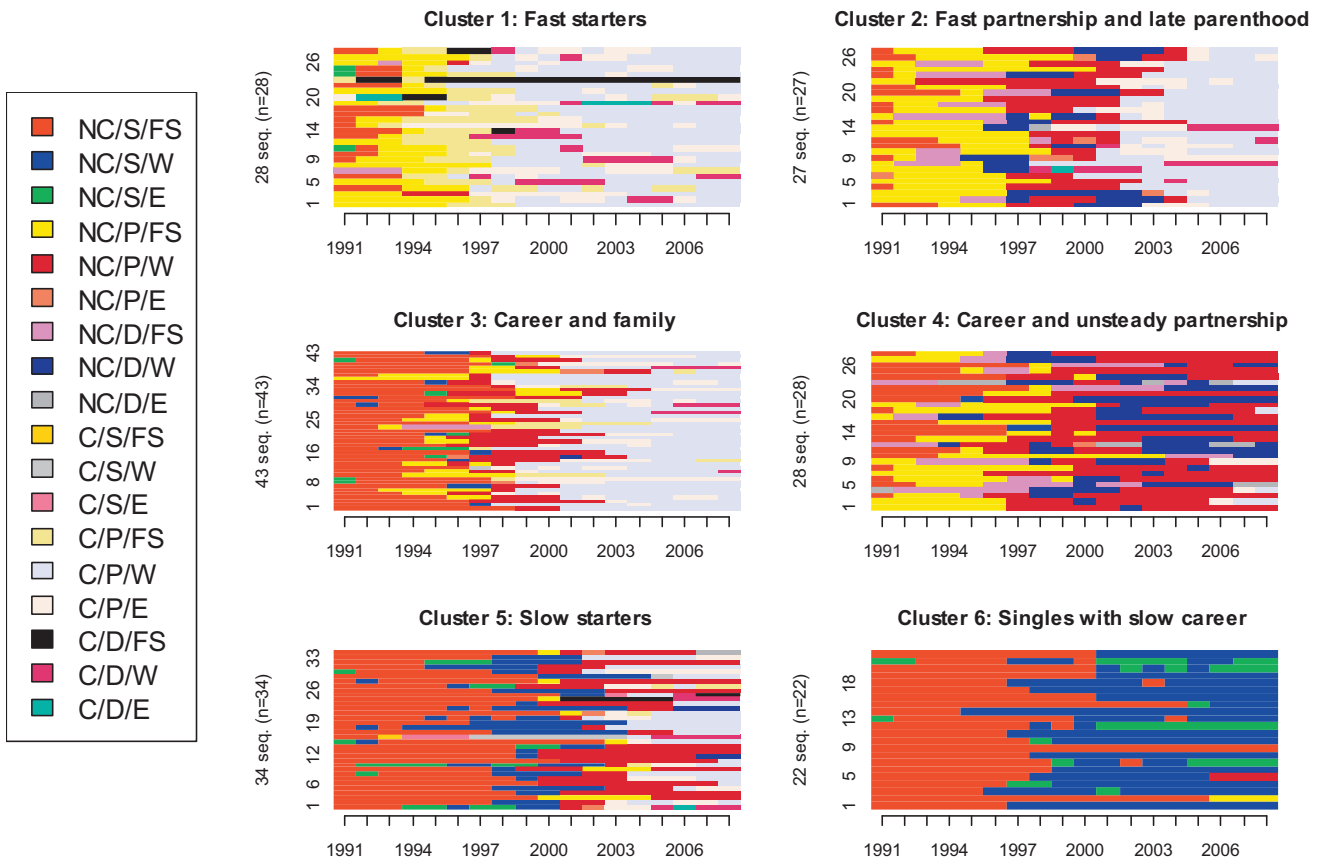 NC/S/FS
NC/S/W
NC/S/E
NC/P/FS
NC/P/W
NC/P/E
NC/D/FS
NC/D/W
NC/D/E
C/S/FS
C/S/W
C/S/E
C/P/FS
C/P/W
C/P/E
C/D/FS
C/D/W
C/D/E
Cluster 1: Fast starters
28 seq. (n=28)
1 5 9 14 20 26
1991 1994 1997 2000 2003 2006
Cluster 2: Fast partnership and late parenthood
27 seq. (n=27)
1 5 9 14 20 26
1991 1994 1997 2000 2003 2006
Cluster 3: Career and family
43 seq. (n=43)
1 8 16 25 34 43
1991 1994 1997 2000 2003 2006
Cluster 4: Career and unsteady partnership
28 seq. (n=28)
1 5 9 14 20 26
1991 1994 1997 2000 2003 2006
Cluster 5: Slow starters
34 seq. (n=34)
1 6 12 19 26 33
1991 1994 1997 2000 2003 2006
Cluster 6: Singles with slow career
22 seq. (n=22)
1 5 9 13 18
1991 1994 1997 2000 2003 2006